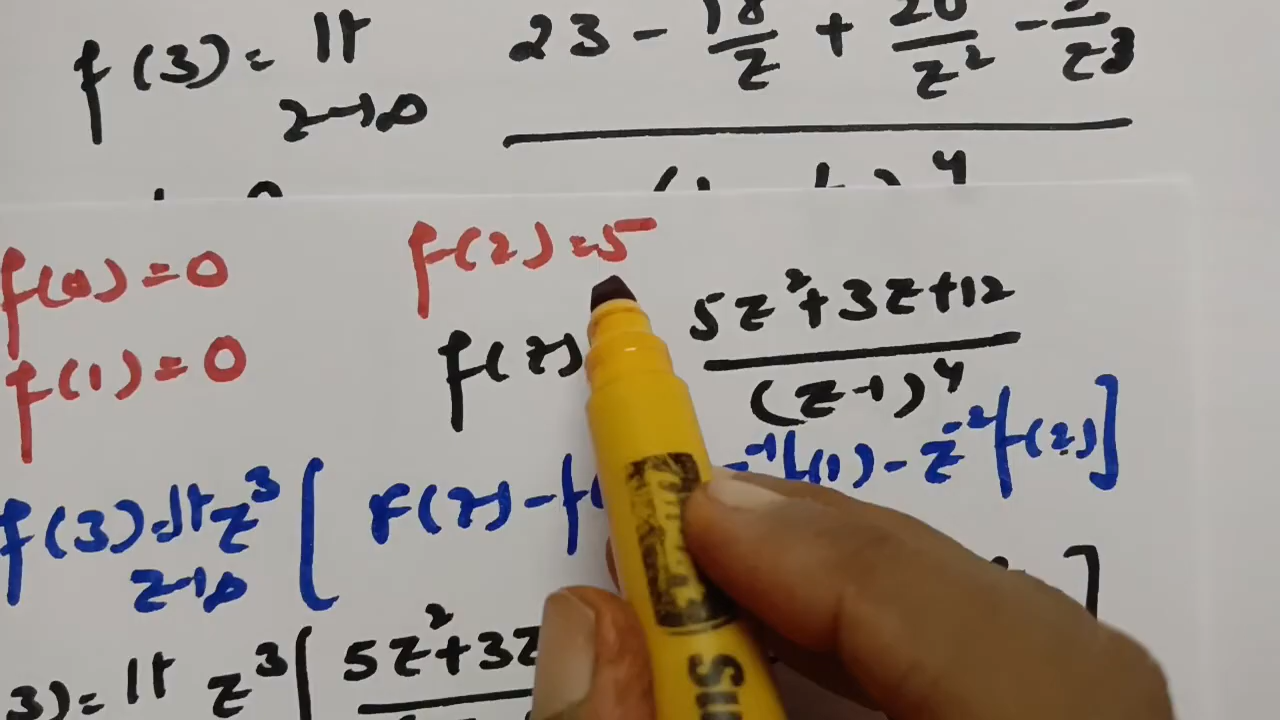 f(3) = lt z→∞ 23 - 18/z + 20/z² - 5/z³
4
f(0) = 0 f(2) = 5
f(z) 5z²+3z+12 / (z-1)⁴
f(1) = 0
f(3) = lt z→∞ z³ [ F(z) - f( z⁻¹f(1) - z⁻²f(2) ]
3) = lt z³ [ 5z²+3z